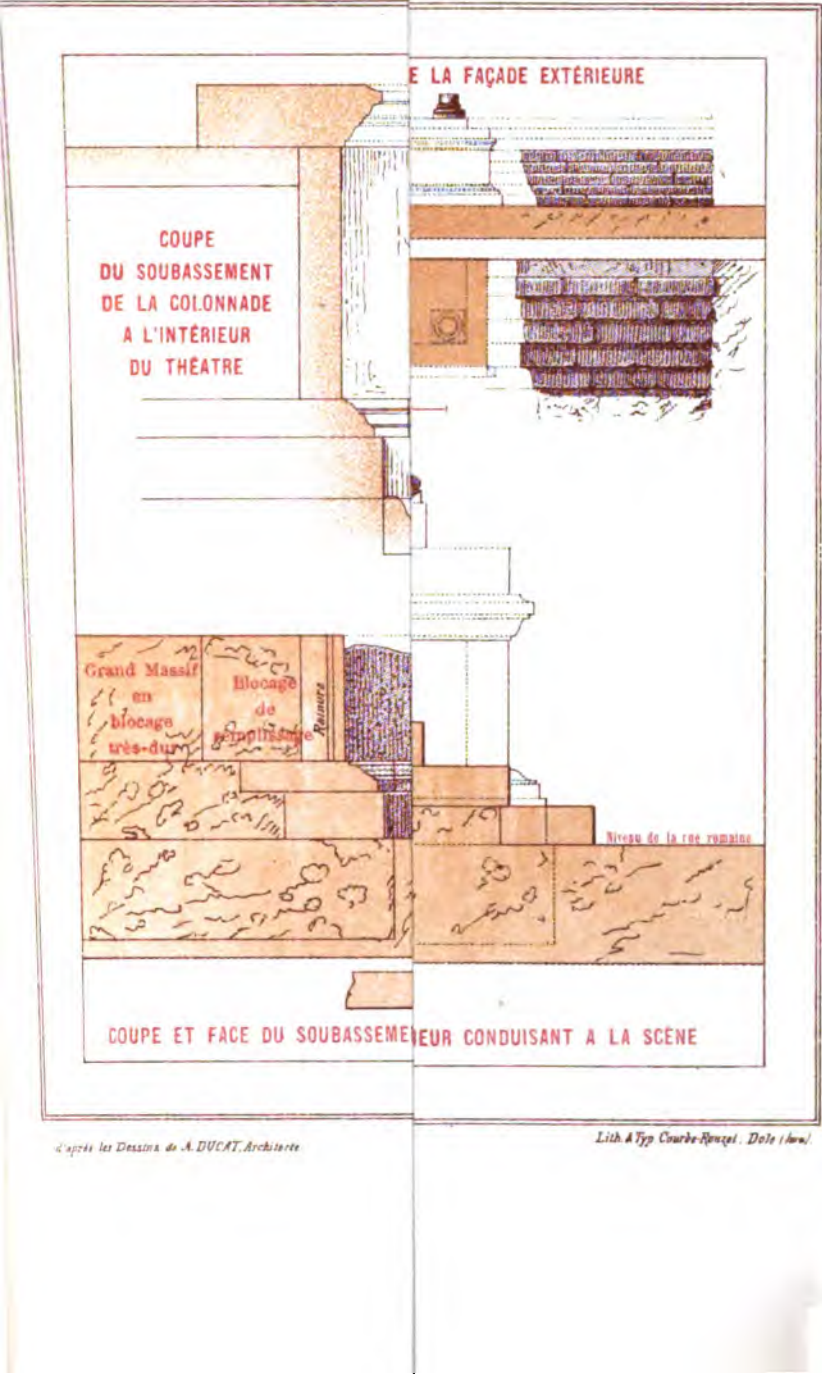 E LA FAÇADE EXTÉRIEURE
COUPE
DU SOUBASSEMENT
DE LA COLONNADE
A L'INTÉRIEUR
DU THÉATRE
Grand Massif
en
blocage
très-dur
Blocage
de
remplissage
Rainure
Niveau de la rue romaine
COUPE ET FACE DU SOUBASSEME
IEUR CONDUISANT A LA SCÈNE
d'après les Dessins de A. DUCAT, Architecte
Lith. & Typ. Courbe-Rouzet, Dole (Jura)